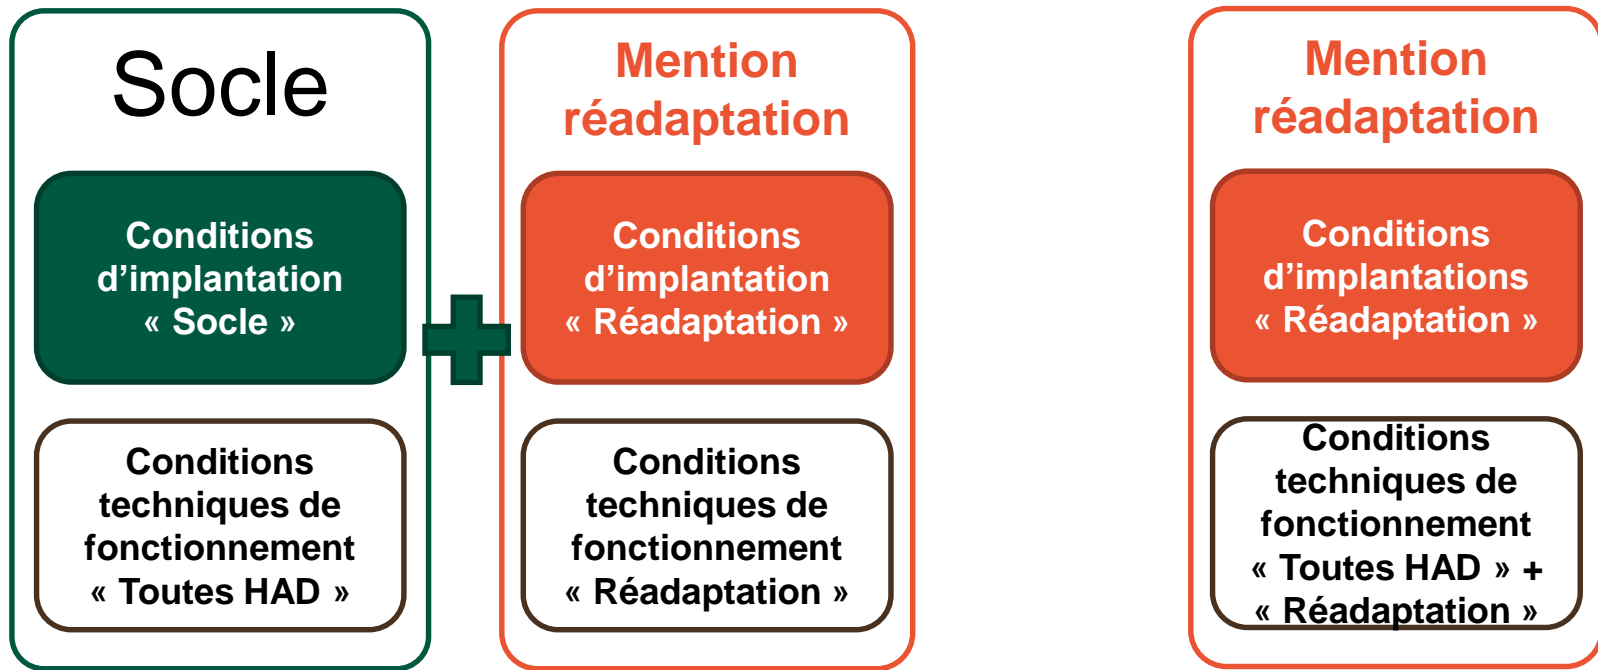 Socle
Conditions
d’implantation
« Socle »
Conditions
techniques de
fonctionnement
« Toutes HAD »
Mention
réadaptation
Conditions
d’implantation
« Réadaptation »
Conditions
techniques de
fonctionnement
« Réadaptation »
Mention
réadaptation
Conditions
d’implantations
« Réadaptation »
Conditions
techniques de
fonctionnement
« Toutes HAD » +
« Réadaptation »